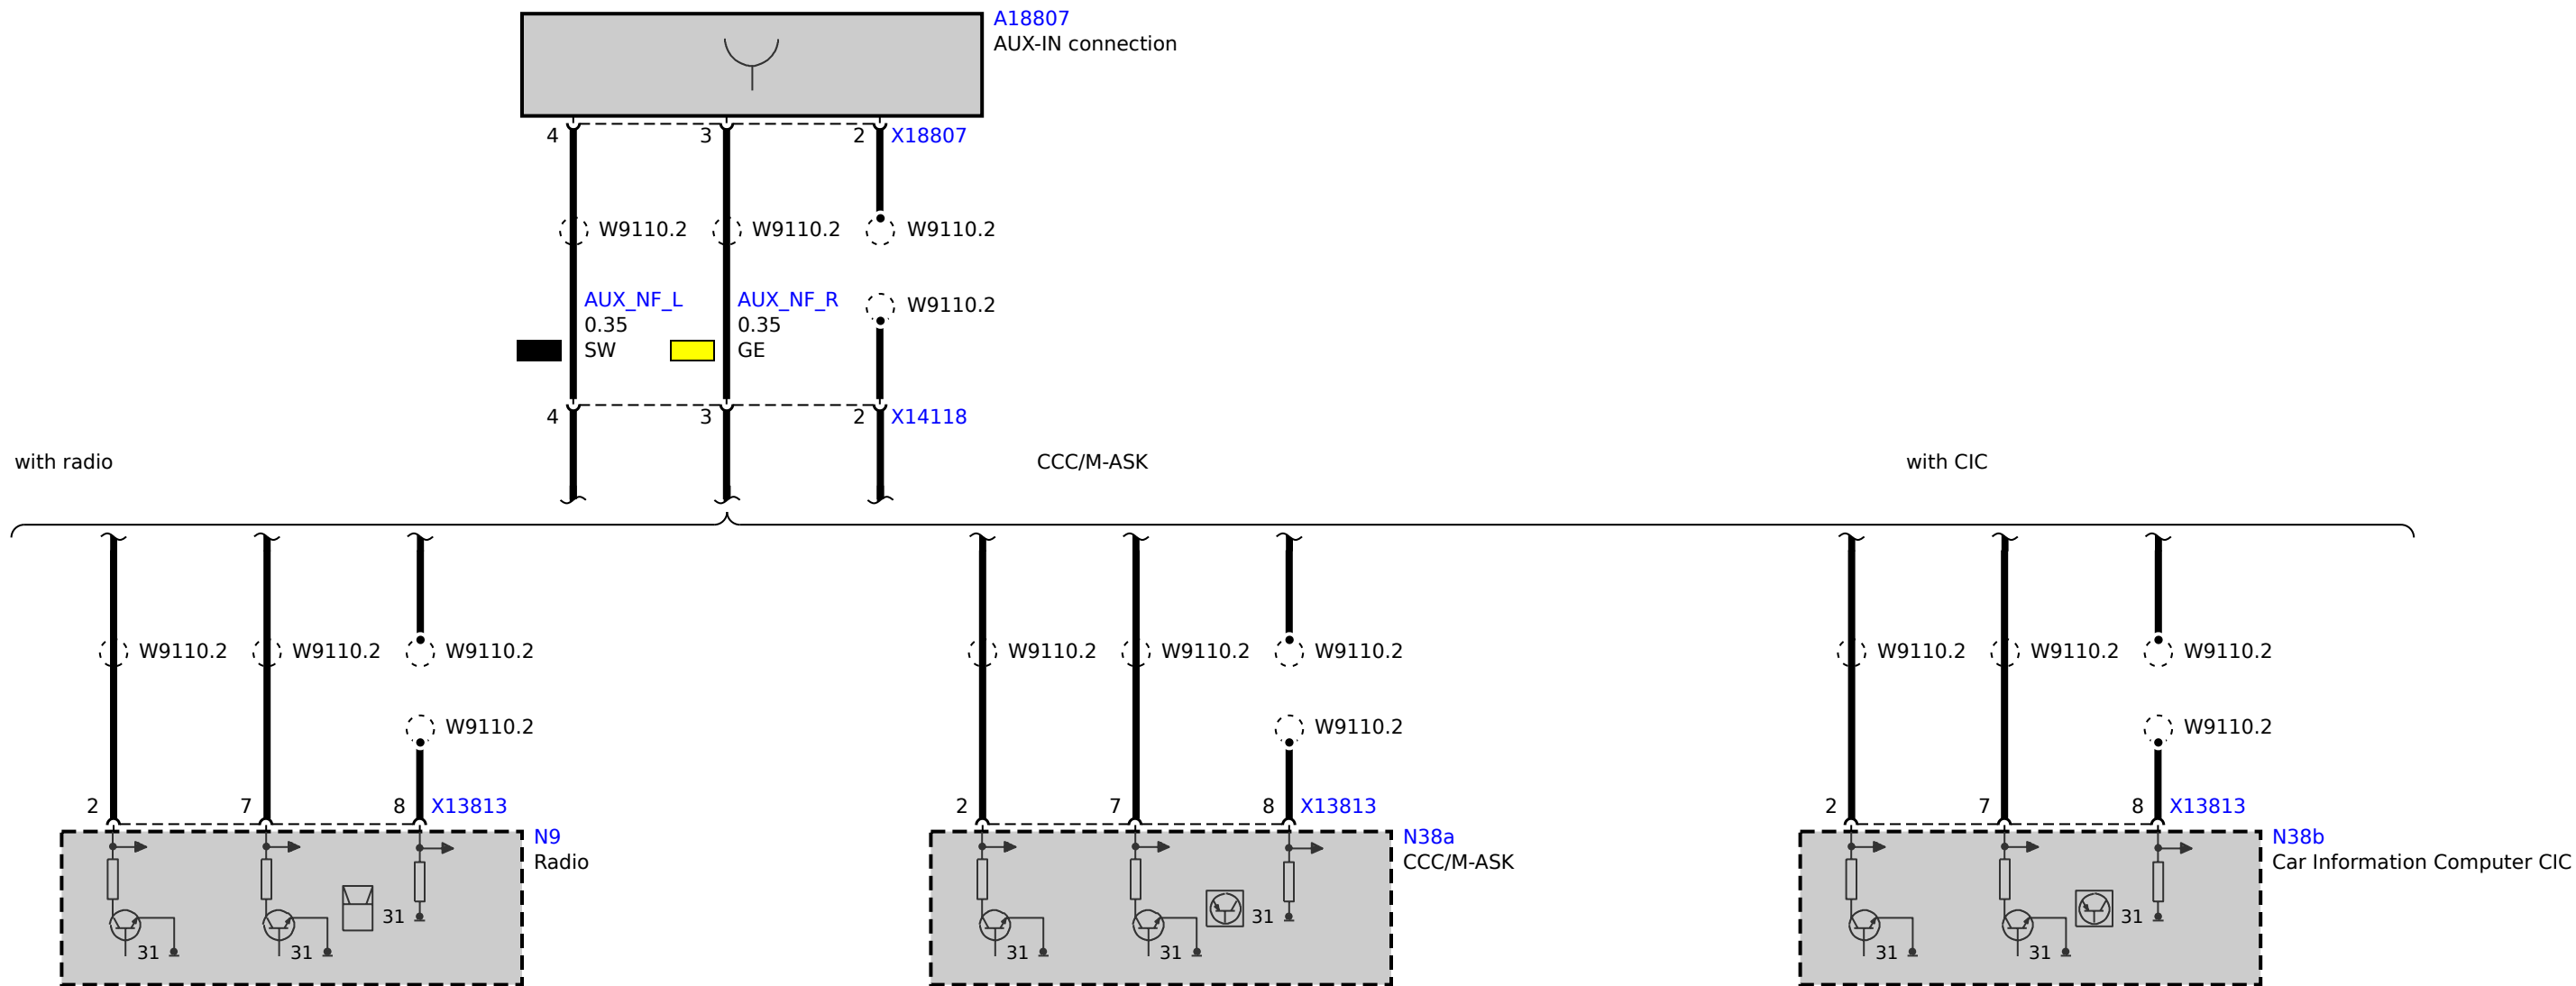 A18807
AUX-IN connection
4
3
2
X18807
W9110.2
W9110.2
W9110.2
AUX_NF_L
0.35
SW
AUX_NF_R
0.35
GE
W9110.2
4
3
2
X14118
with radio
CCC/M-ASK
with CIC
W9110.2
W9110.2
W9110.2
W9110.2
W9110.2
W9110.2
W9110.2
W9110.2
W9110.2
W9110.2
W9110.2
W9110.2
2
7
8
X13813
2
7
8
X13813
2
7
8
X13813
N9
Radio
31
31
31
N38a
CCC/M-ASK
31
31
31
N38b
Car Information Computer CIC
31
31
31